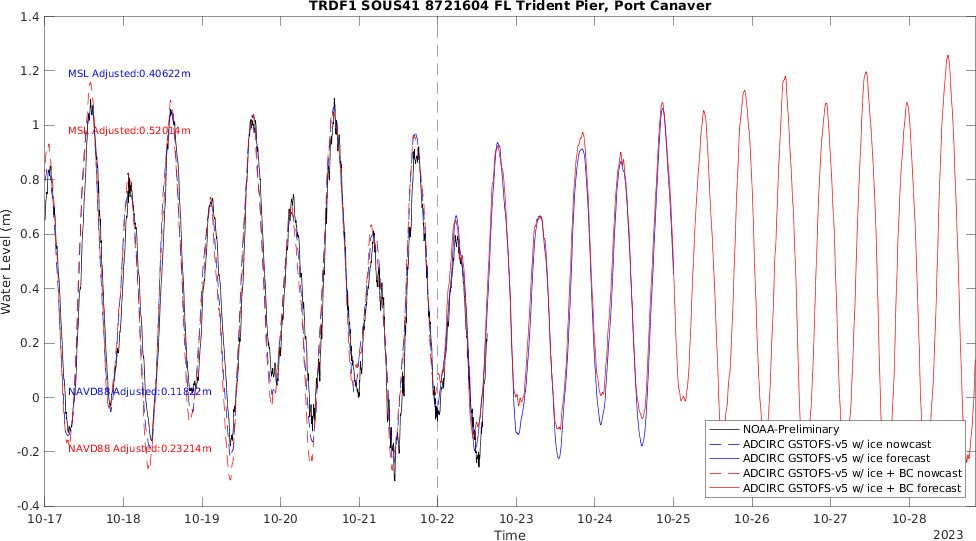 TRDF1 SOUS41 8721604 FL Trident Pier, Port Canaver
1.4
1.2
1
0.8
0.6
0.4
0.2
0
-0.2
-0.4
Water Level (m)
MSL Adjusted:0.40622m
MSL Adjusted:0.52014m
NAVD88 Adjusted:0.11822m
NAVD88 Adjusted:0.23214m
NOAA-Preliminary
ADCIRC GSTOFS-v5 w/ ice nowcast
ADCIRC GSTOFS-v5 w/ ice forecast
ADCIRC GSTOFS-v5 w/ ice + BC nowcast
ADCIRC GSTOFS-v5 w/ ice + BC forecast
10-17 10-18 10-19 10-20 10-21 10-22 10-23 10-24 10-25 10-26 10-27 10-28
Time
2023